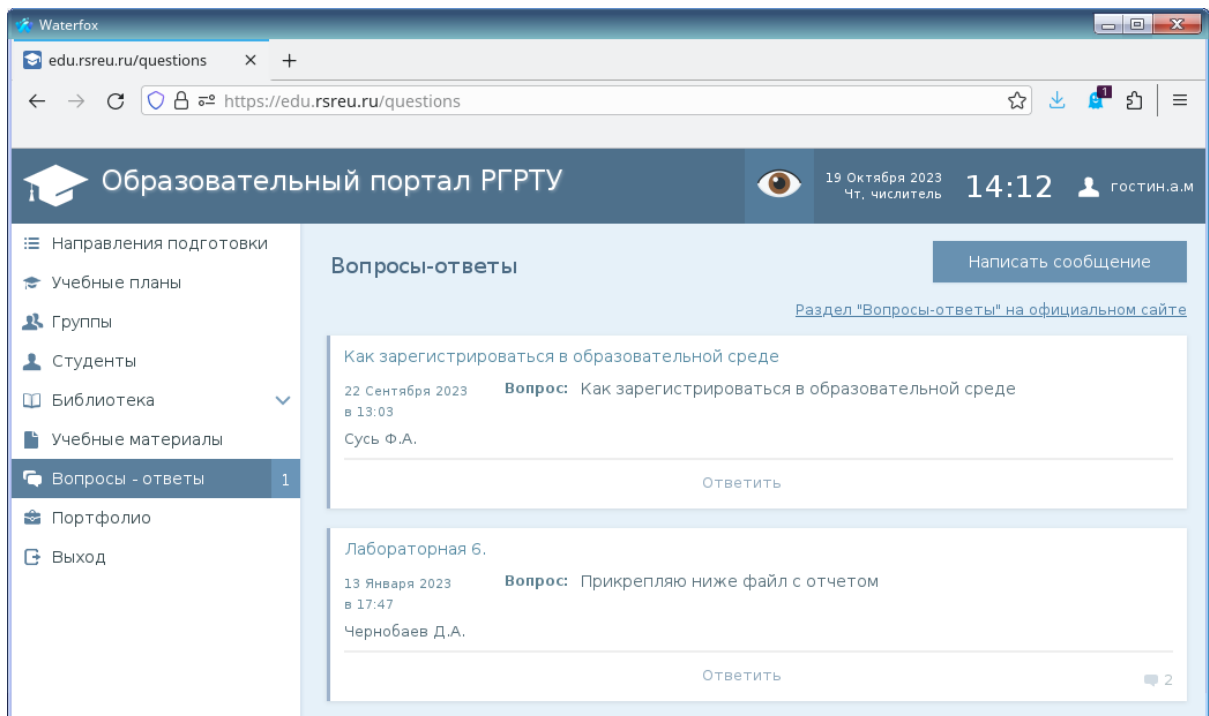 Waterfox
edu.rsreu.ru/questions
https://edu.rsreu.ru/questions
1
Образовательный портал РГРТУ
19 Октября 2023
Чт, числитель
14:12
гостин.а.м
Направления подготовки
Учебные планы
Группы
Студенты
Библиотека
Учебные материалы
Вопросы - ответы 1
Портфолио
Выход
Вопросы-ответы
Написать сообщение
Раздел "Вопросы-ответы" на официальном сайте
Как зарегистрироваться в образовательной среде
22 Сентября 2023
в 13:03
Сусь Ф.А.
Вопрос: Как зарегистрироваться в образовательной среде
Ответить
Лабораторная 6.
13 Января 2023
в 17:47
Чернобаев Д.А.
Вопрос: Прикрепляю ниже файл с отчетом
Ответить
2